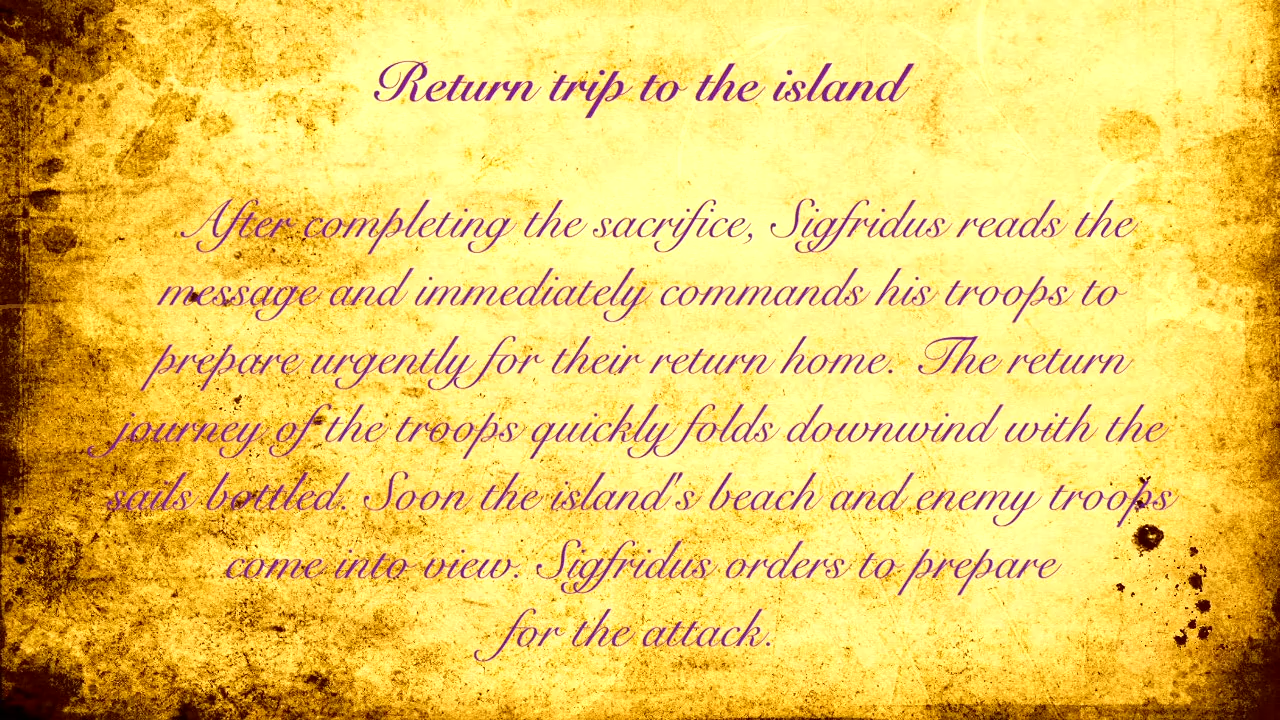 Return trip to the island
After completing the sacrifice, Sigfridus reads the
message and immediately commands his troops to
prepare urgently for their return home. The return
journey of the troops quickly folds downwind with the
sails bottled. Soon the island's beach and enemy troops
come into view. Sigfridus orders to prepare
for the attack.